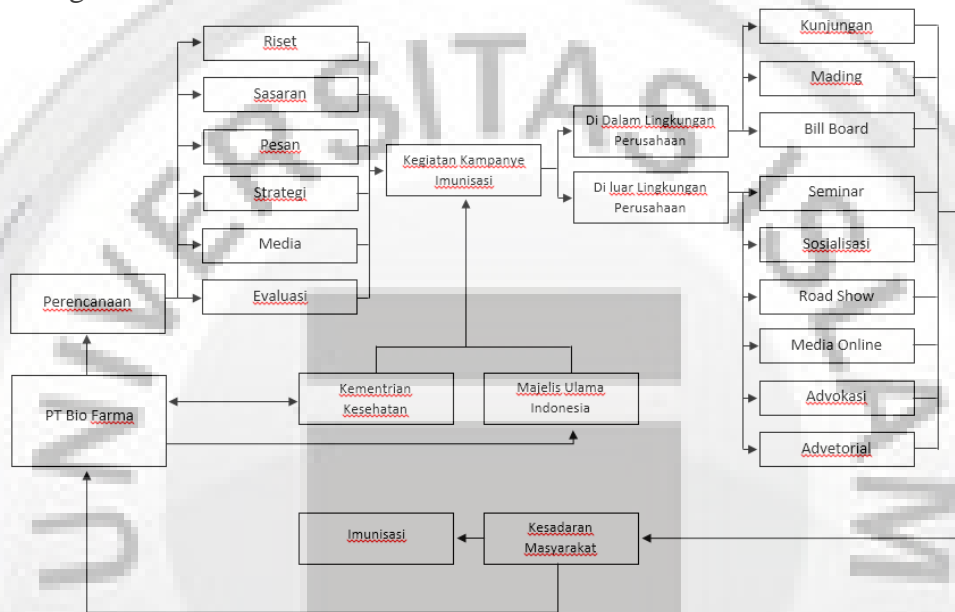 Riset
Sasaran
Pesan
Strategi
Media
Evaluasi
Perencanaan
PT Bio Farma
Kegiatan Kampanye
Imunisasi
Kementrian
Kesehatan
Majelis Ulama
Indonesia
Di Dalam Lingkungan
Perusahaan
Di luar Lingkungan
Perusahaan
Kunjungan
Mading
Bill Board
Seminar
Sosialisasi
Road Show
Media Online
Advokasi
Advetorial
Imunisasi
Kesadaran
Masyarakat
UNIVERSITAS ISLAM